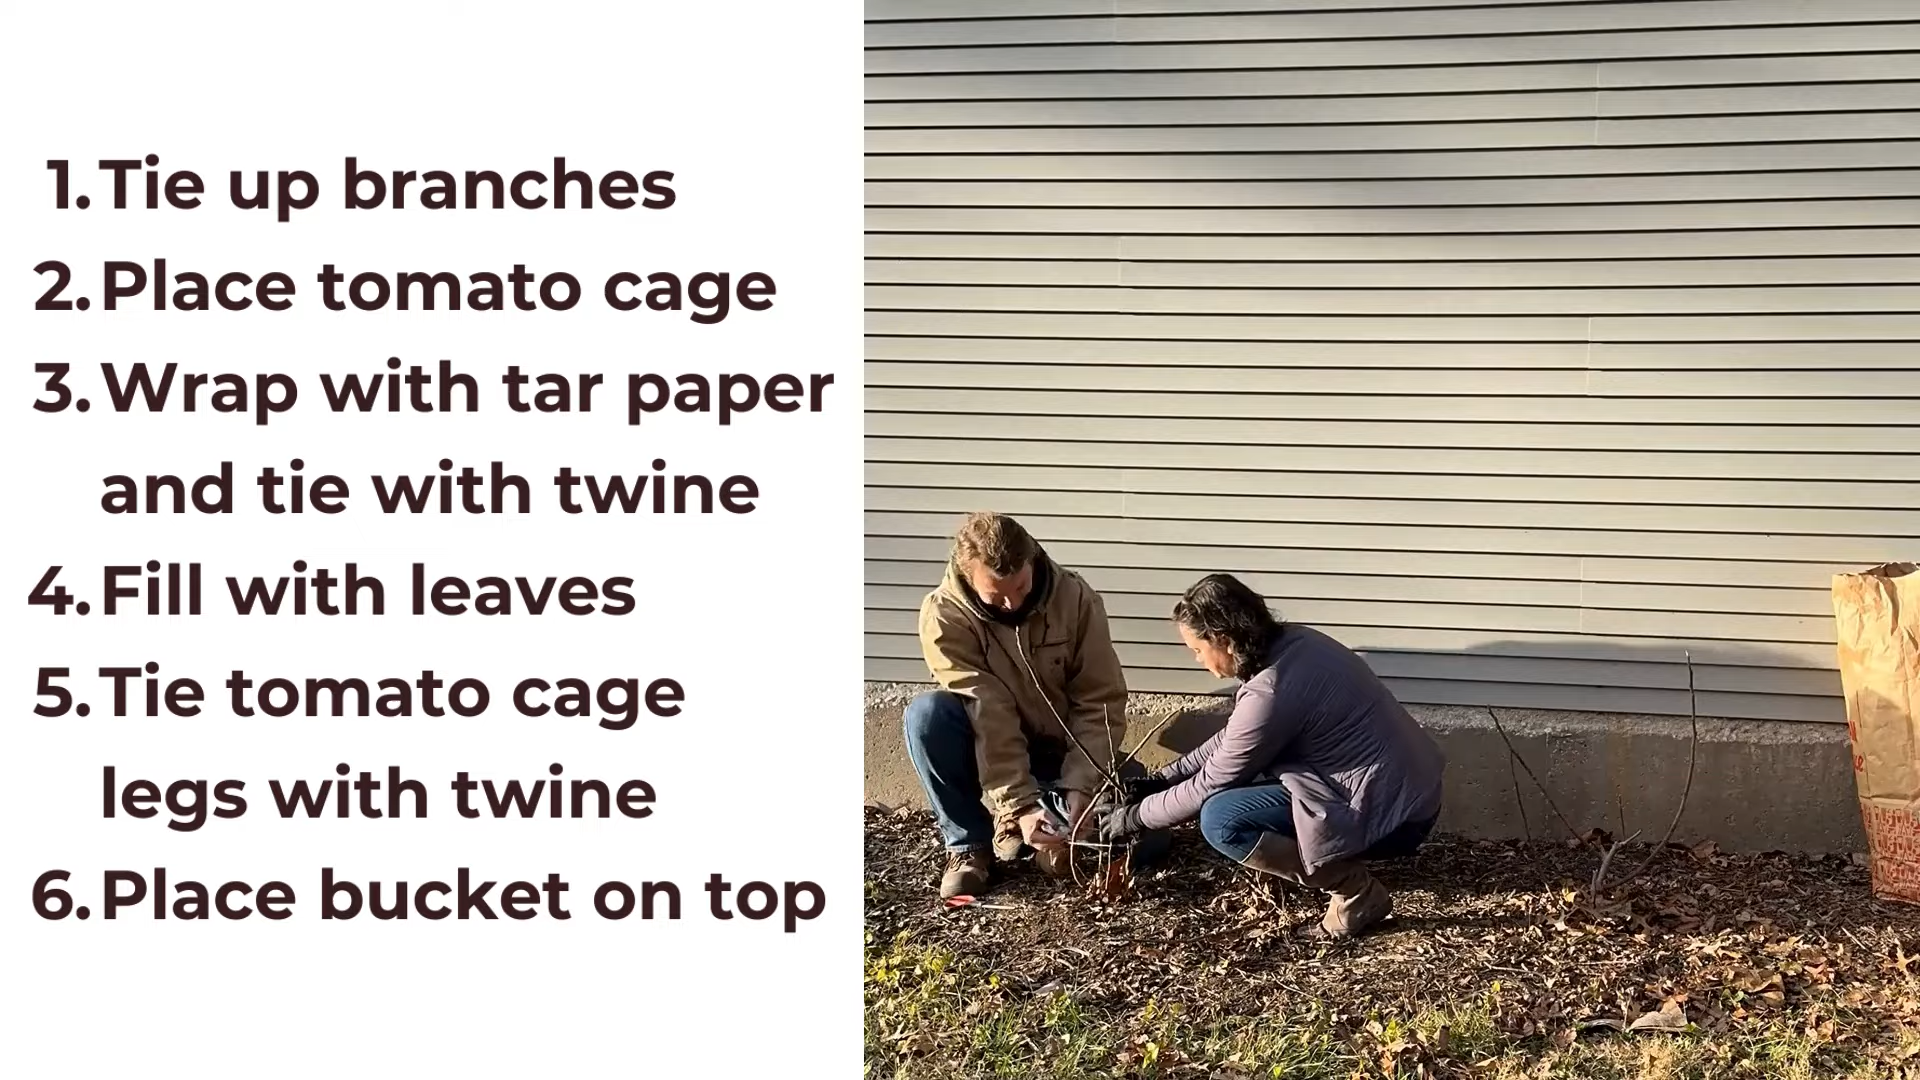 1. Tie up branches
2. Place tomato cage
3. Wrap with tar paper
and tie with twine
4. Fill with leaves
5. Tie tomato cage
legs with twine
6. Place bucket on top